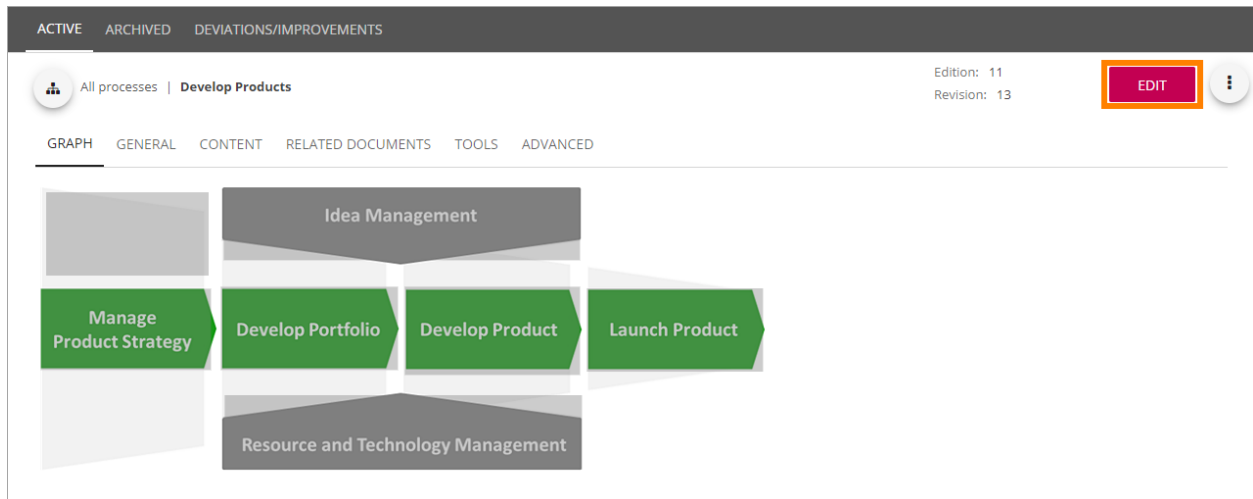 ACTIVE ARCHIVED DEVIATIONS/IMPROVEMENTS
All processes | Develop Products
Edition: 11
Revision: 13
EDIT
GRAPH GENERAL CONTENT RELATED DOCUMENTS TOOLS ADVANCED
Idea Management
Manage
Product Strategy
Develop Portfolio
Develop Product
Launch Product
Resource and Technology Management